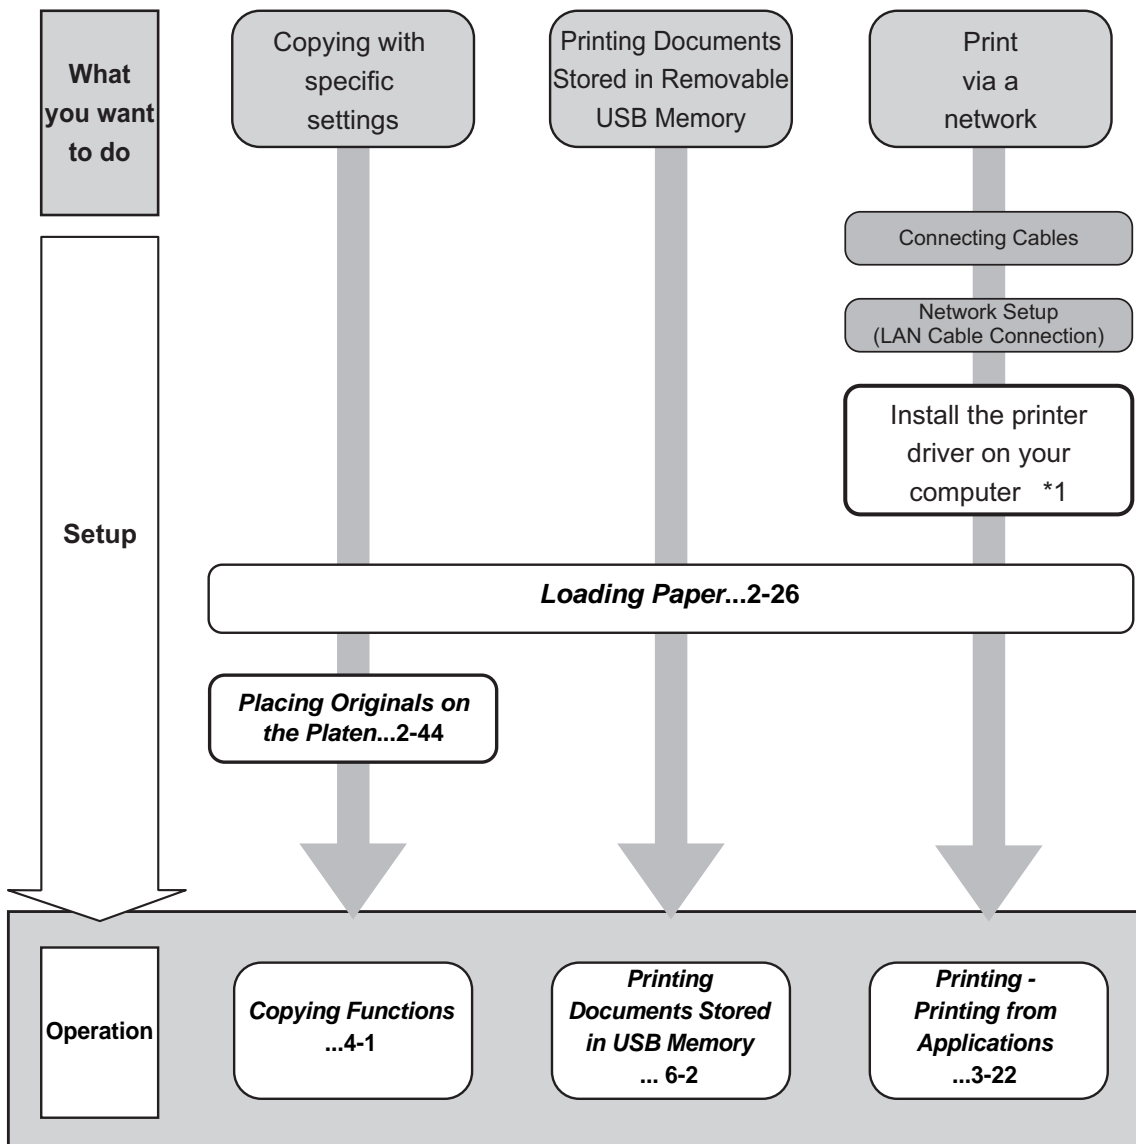 What
you want
to do
Copying with
specific
settings
Printing Documents
Stored in Removable
USB Memory
Print
via a
network
Connecting Cables
Network Setup
(LAN Cable Connection)
Install the printer
driver on your
computer *1
Setup
Loading Paper...2-26
Placing Originals on
the Platen...2-44
Operation
Copying Functions
...4-1
Printing
Documents Stored
in USB Memory
... 6-2
Printing -
Printing from
Applications
...3-22